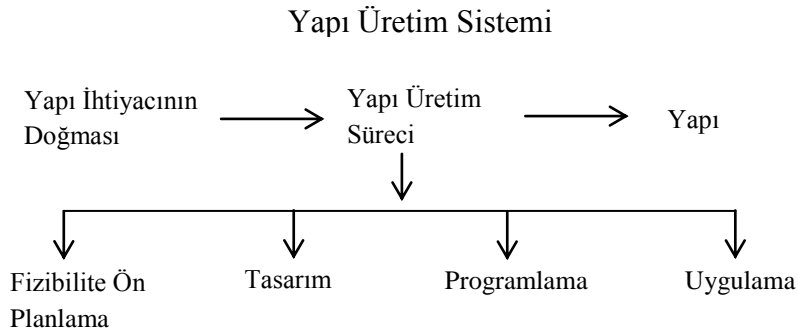 Yapı Üretim Sistemi
Yapı İhtiyacının
Doğması
Yapı Üretim
Süreci
Yapı
Fizibilite Ön
Planlama
Tasarım
Programlama
Uygulama